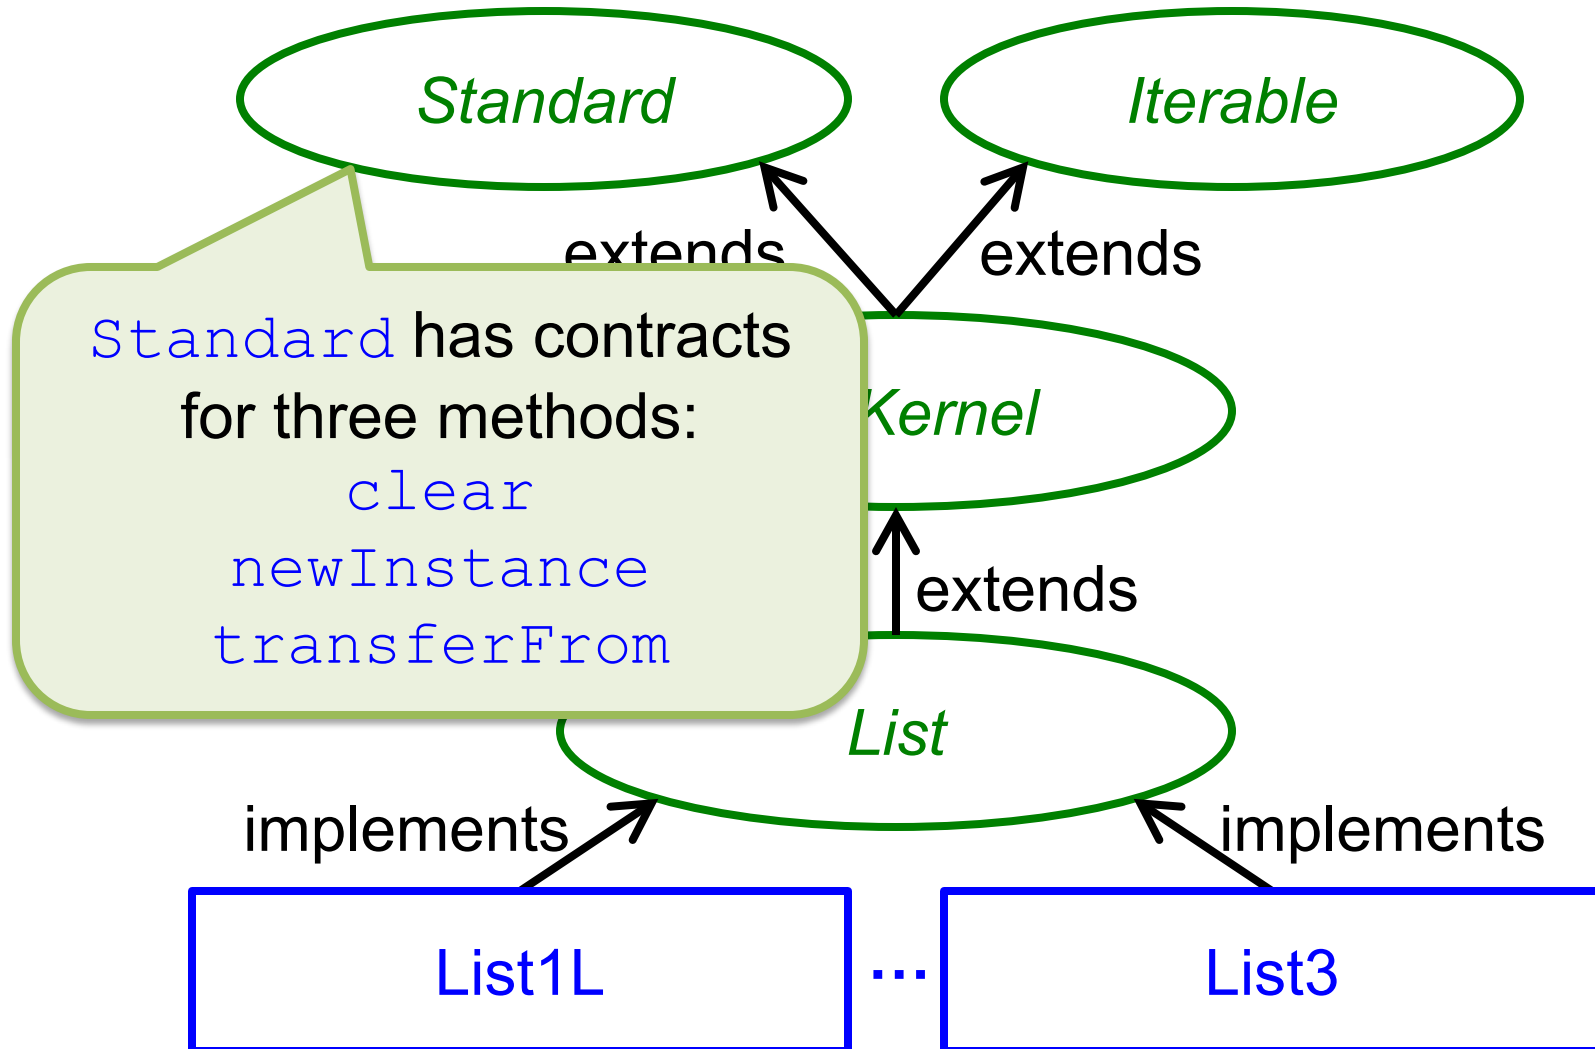 Standard
Iterable
extends
extends
Standard has contracts
for three methods:
clear
newInstance
transferFrom
Kernel
extends
List
implements
implements
List1L
...
List3